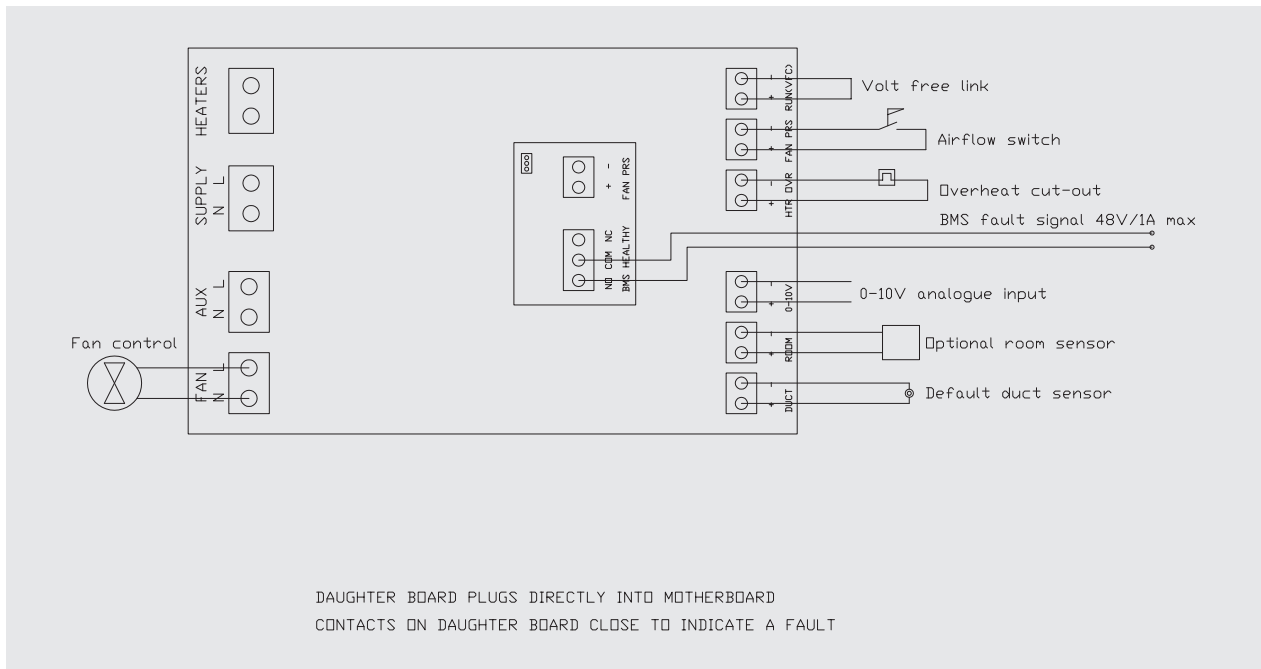 HEATERS
SUPPLY
L
N
AUX
L
N
Fan control
FAN
L
N
- +
FAN PRS
NO COM NC
BMS HEALTHY
- +
RUN(VFC)
Volt free link
- +
FAN PRS
Airflow switch
- +
HTR OVR
Overheat cut-out
BMS fault signal 48V/1A max
- +
0-10V
0-10V analogue input
- +
ROOM
Optional room sensor
- +
DUCT
Default duct sensor
DAUGHTER BOARD PLUGS DIRECTLY INTO MOTHERBOARD
CONTACTS ON DAUGHTER BOARD CLOSE TO INDICATE A FAULT